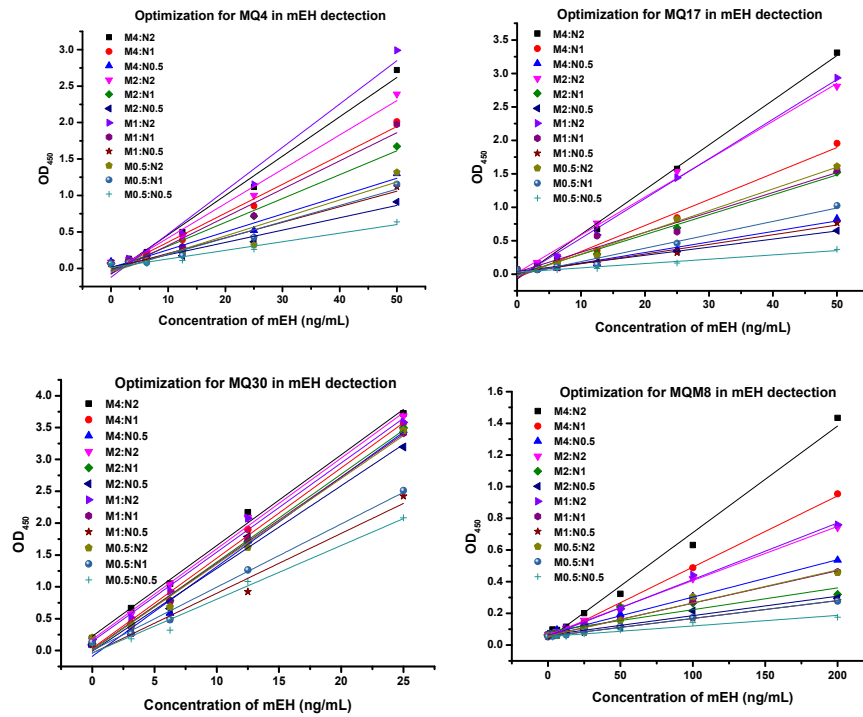 Optimization for MQ4 in mEH dectection
M4:N2
M4:N1
M4:N0.5
M2:N2
M2:N1
M2:N0.5
M1:N2
M1:N1
M1:N0.5
M0.5:N2
M0.5:N1
M0.5:N0.5
3.0
2.5
2.0
1.5
1.0
0.5
0.0
OD450
0 10 20 30 40 50
Concentration of mEH (ng/mL)
Optimization for MQ17 in mEH dectection
M4:N2
M4:N1
M4:N0.5
M2:N2
M2:N1
M2:N0.5
M1:N2
M1:N1
M1:N0.5
M0.5:N2
M0.5:N1
M0.5:N0.5
3.5
3.0
2.5
2.0
1.5
1.0
0.5
0.0
OD450
0 10 20 30 40 50
Concentration of mEH (ng/mL)
Optimization for MQ30 in mEH dectection
M4:N2
M4:N1
M4:N0.5
M2:N2
M2:N1
M2:N0.5
M1:N2
M1:N1
M1:N0.5
M0.5:N2
M0.5:N1
M0.5:N0.5
4.0
3.5
3.0
2.5
2.0
1.5
1.0
0.5
0.0
OD450
0 5 10 15 20 25
Concentration of mEH (ng/mL)
Optimization for MQM8 in mEH dectection
M4:N2
M4:N1
M4:N0.5
M2:N2
M2:N1
M2:N0.5
M1:N2
M1:N1
M1:N0.5
M0.5:N2
M0.5:N1
M0.5:N0.5
1.8
1.6
1.4
1.2
1.0
0.8
0.6
0.4
0.2
0.0
OD450
0 50 100 150 200
Concentration of mEH (ng/mL)